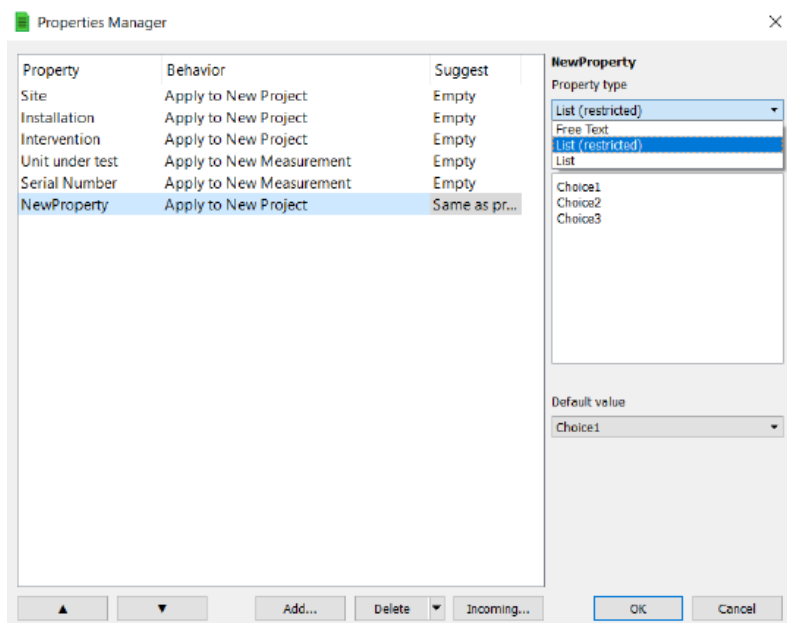 Properties Manager
Property Behavior Suggest
Site Apply to New Project Empty
Installation Apply to New Project Empty
Intervention Apply to New Project Empty
Unit under test Apply to New Measurement Empty
Serial Number Apply to New Measurement Empty
NewProperty Apply to New Project Same as pr...
NewProperty
Property type
List (restricted)
Free Text
List (restricted)
List
Choice1
Choice2
Choice3
Default value
Choice1
Add... Delete Incoming... OK Cancel